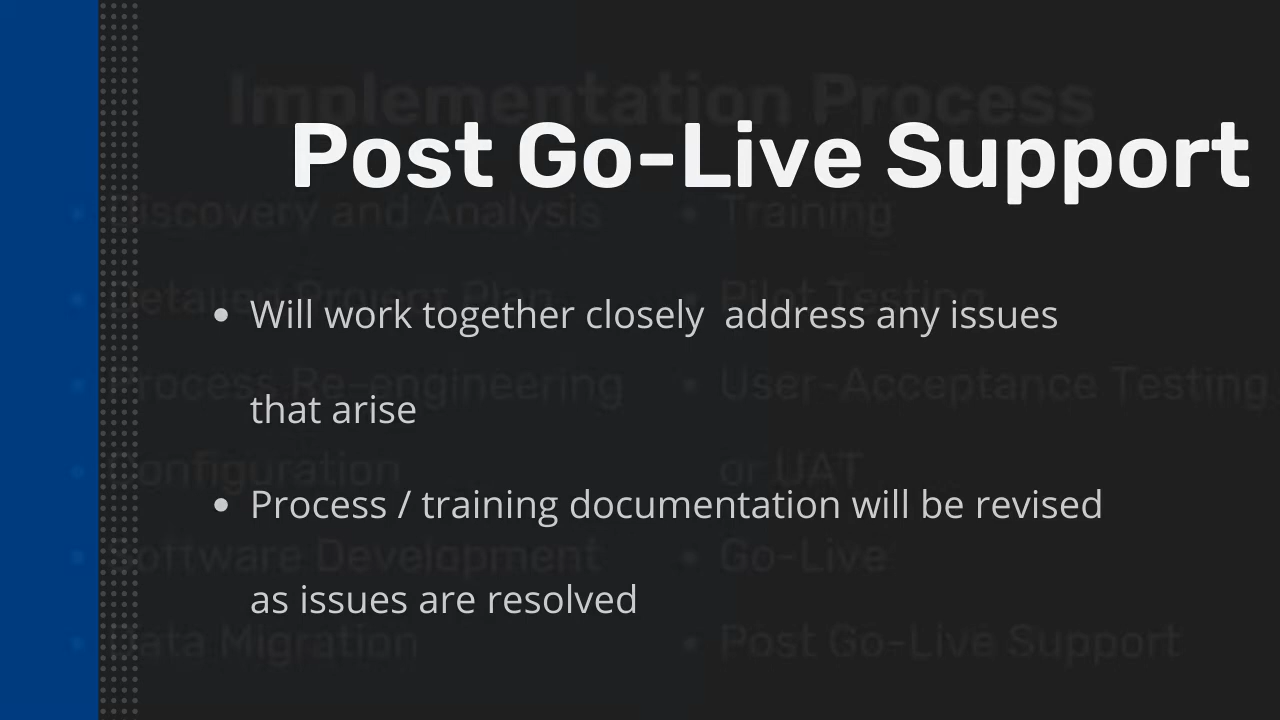 Implementation Process
Post Go-Live Support
Discovery and Analysis
Training
Detailed Project Plan
Pilot Testing
• Will work together closely  address any issues
that arise
Process Re-engineering
User Acceptance Testing
or UAT
Configuration
• Process / training documentation will be revised
as issues are resolved
Software Development
Go-Live
Data Migration
Post Go-Live Support